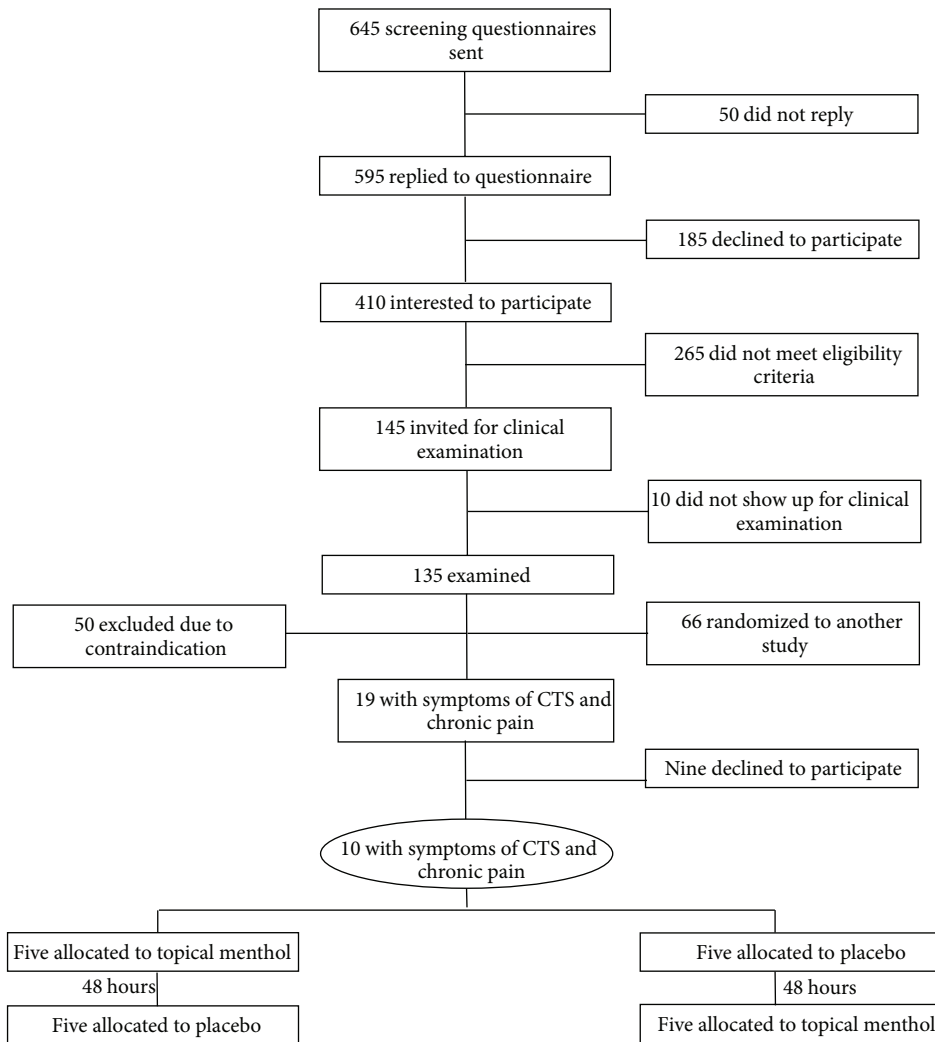 645 screening questionnaires
sent
50 did not reply
595 replied to questionnaire
185 declined to participate
410 interested to participate
265 did not meet eligibility
criteria
145 invited for clinical
examination
10 did not show up for clinical
examination
135 examined
50 excluded due to
contraindication
66 randomized to another
study
19 with symptoms of CTS and
chronic pain
Nine declined to participate
10 with symptoms of CTS and
chronic pain
Five allocated to topical menthol
48 hours
Five allocated to placebo
Five allocated to placebo
48 hours
Five allocated to topical menthol